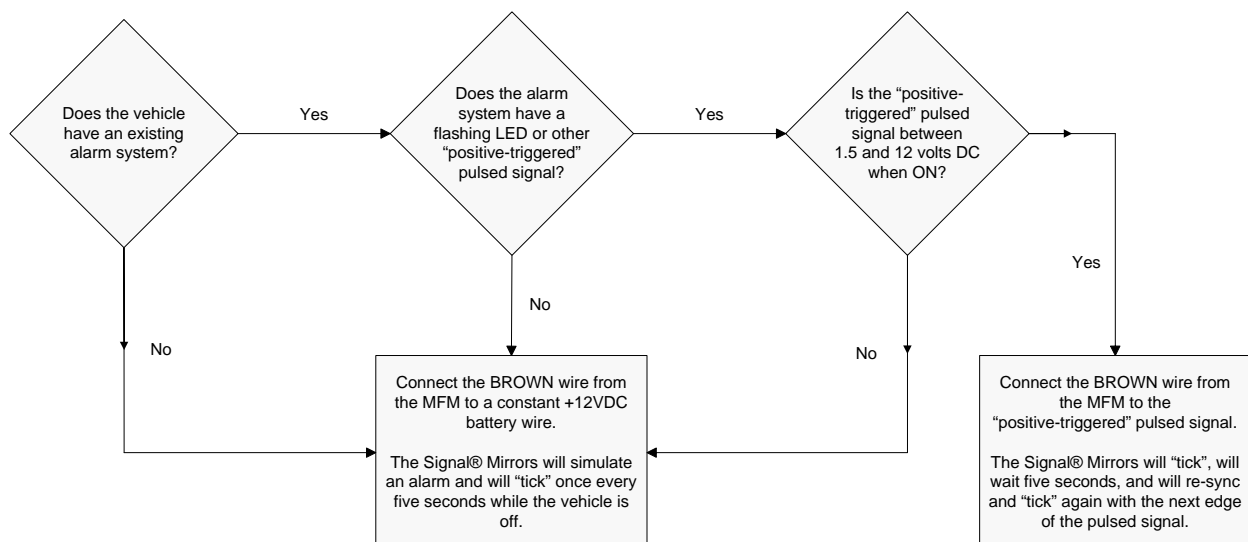 Does the vehicle
have an existing
alarm system?
Yes
Does the alarm
system have a
flashing LED or other
“positive-triggered”
pulsed signal?
Yes
Is the “positive-
triggered” pulsed
signal between
1.5 and 12 volts DC
when ON?
Yes
No
No
No
Connect the BROWN wire from
the MFM to a constant +12VDC
battery wire.
The Signal® Mirrors will simulate
an alarm and will “tick” once every
five seconds while the vehicle is
off.
Connect the BROWN wire from
the MFM to the
“positive-triggered” pulsed signal.
The Signal® Mirrors will “tick”, will
wait five seconds, and will re-sync
and “tick” again with the next edge
of the pulsed signal.